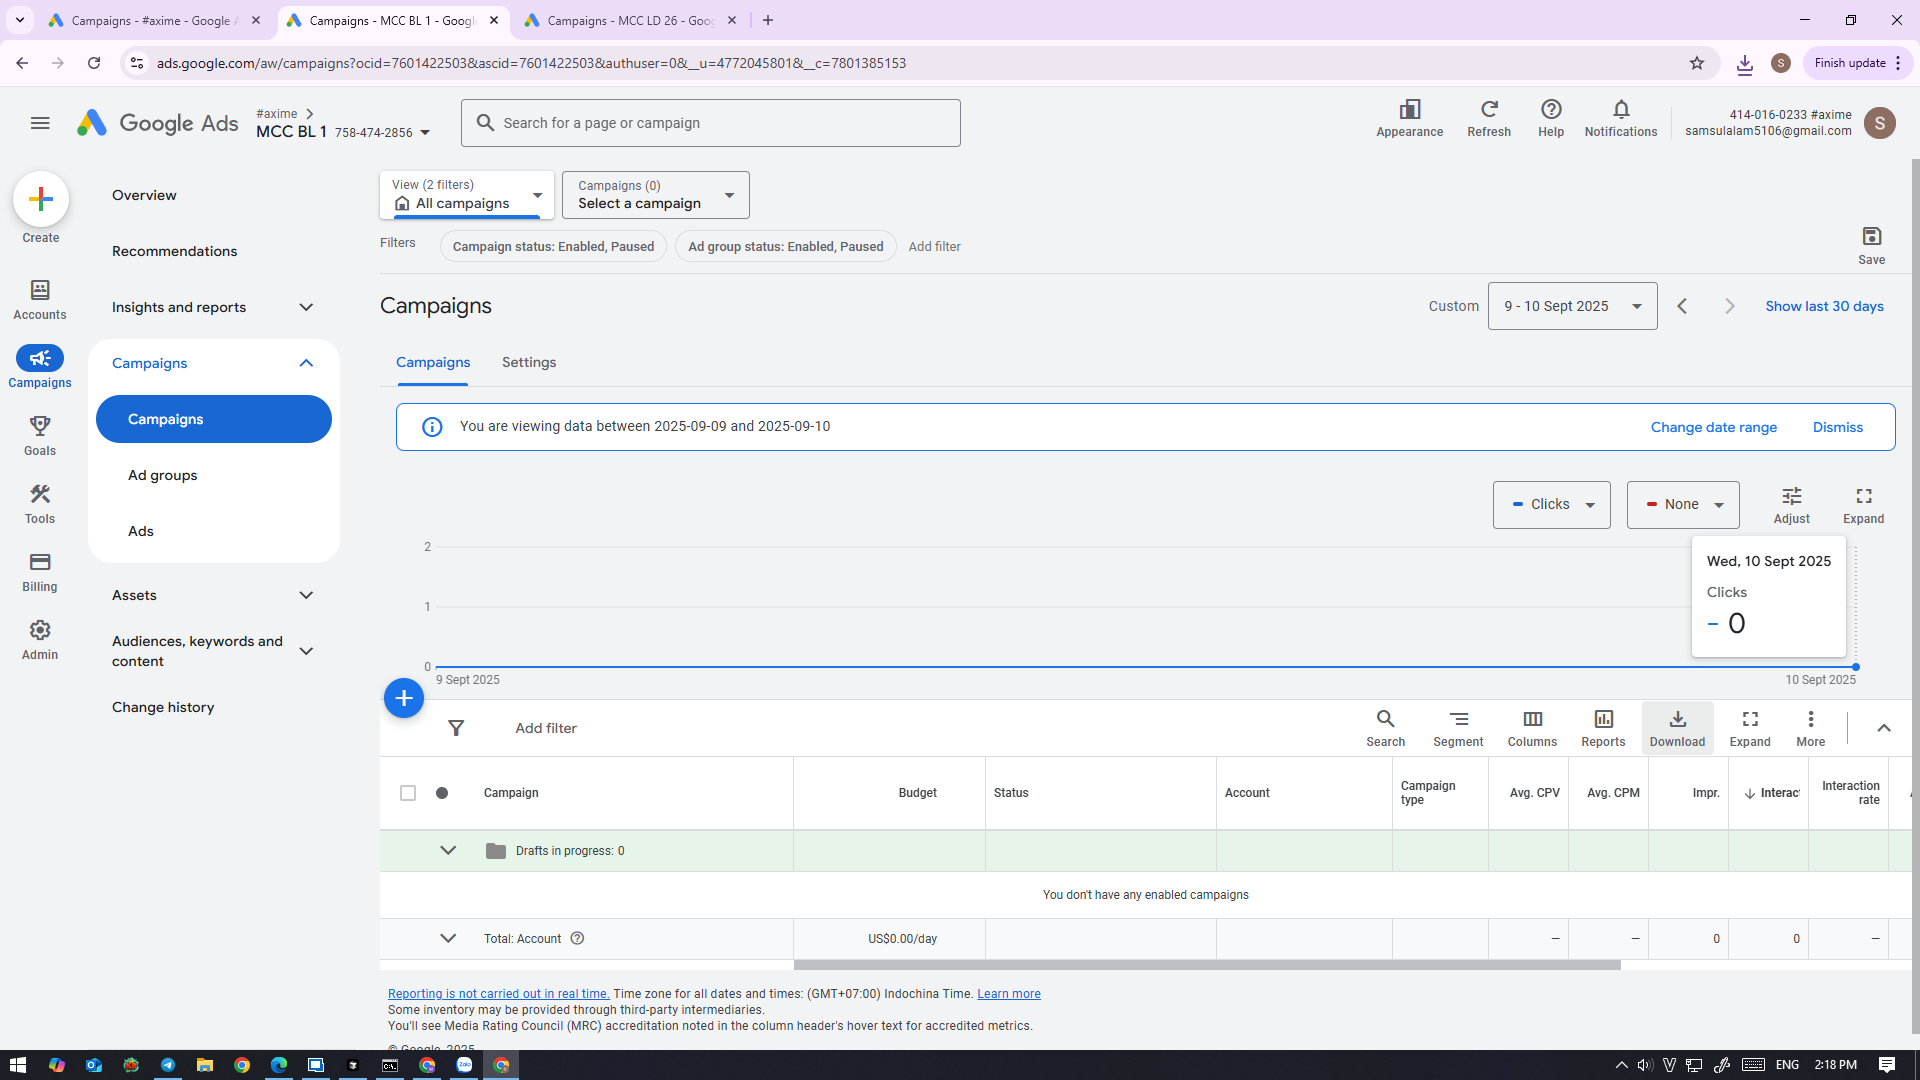 Campaigns - #axime - Google A
Campaigns - MCC BL 1 - Googl
Campaigns - MCC LD 26 - Goo
ads.google.com/aw/campaigns?ocid=7601422503&ascid=7601422503&authuser=0&__u=4772045801&__c=7801385153
S
Finish update
Google Ads
#axime
MCC BL 1 758-474-2856
Search for a page or campaign
Appearance
Refresh
Help
Notifications
414-016-0233 #axime
samsulalam5106@gmail.com
S
Create
Accounts
Campaigns
Goals
Tools
Billing
Admin
Overview
Recommendations
Insights and reports
Campaigns
Campaigns
Ad groups
Ads
Assets
Audiences, keywords and
content
Change history
View (2 filters)
All campaigns
Campaigns (0)
Select a campaign
Filters
Campaign status: Enabled, Paused
Ad group status: Enabled, Paused
Add filter
Save
Campaigns
Custom
9 - 10 Sept 2025
Show last 30 days
Campaigns
Settings
You are viewing data between 2025-09-09 and 2025-09-10
Change date range
Dismiss
Clicks
None
Adjust
Expand
2
1
0
9 Sept 2025
10 Sept 2025
Wed, 10 Sept 2025
Clicks
0
Add filter
Search
Segment
Columns
Reports
Download
Expand
More
Campaign
Budget
Status
Account
Campaign
type
Avg. CPV
Avg. CPM
Impr.
Interac
Interaction
rate
Drafts in progress: 0
You don't have any enabled campaigns
Total: Account
US$0.00/day
—
—
0
0
—
Reporting is not carried out in real time. Time zone for all dates and times: (GMT+07:00) Indochina Time. Learn more
Some inventory may be provided through third-party intermediaries.
You'll see Media Rating Council (MRC) accreditation noted in the column header's hover text for accredited metrics.
© Google, 2025
ENG
2:18 PM